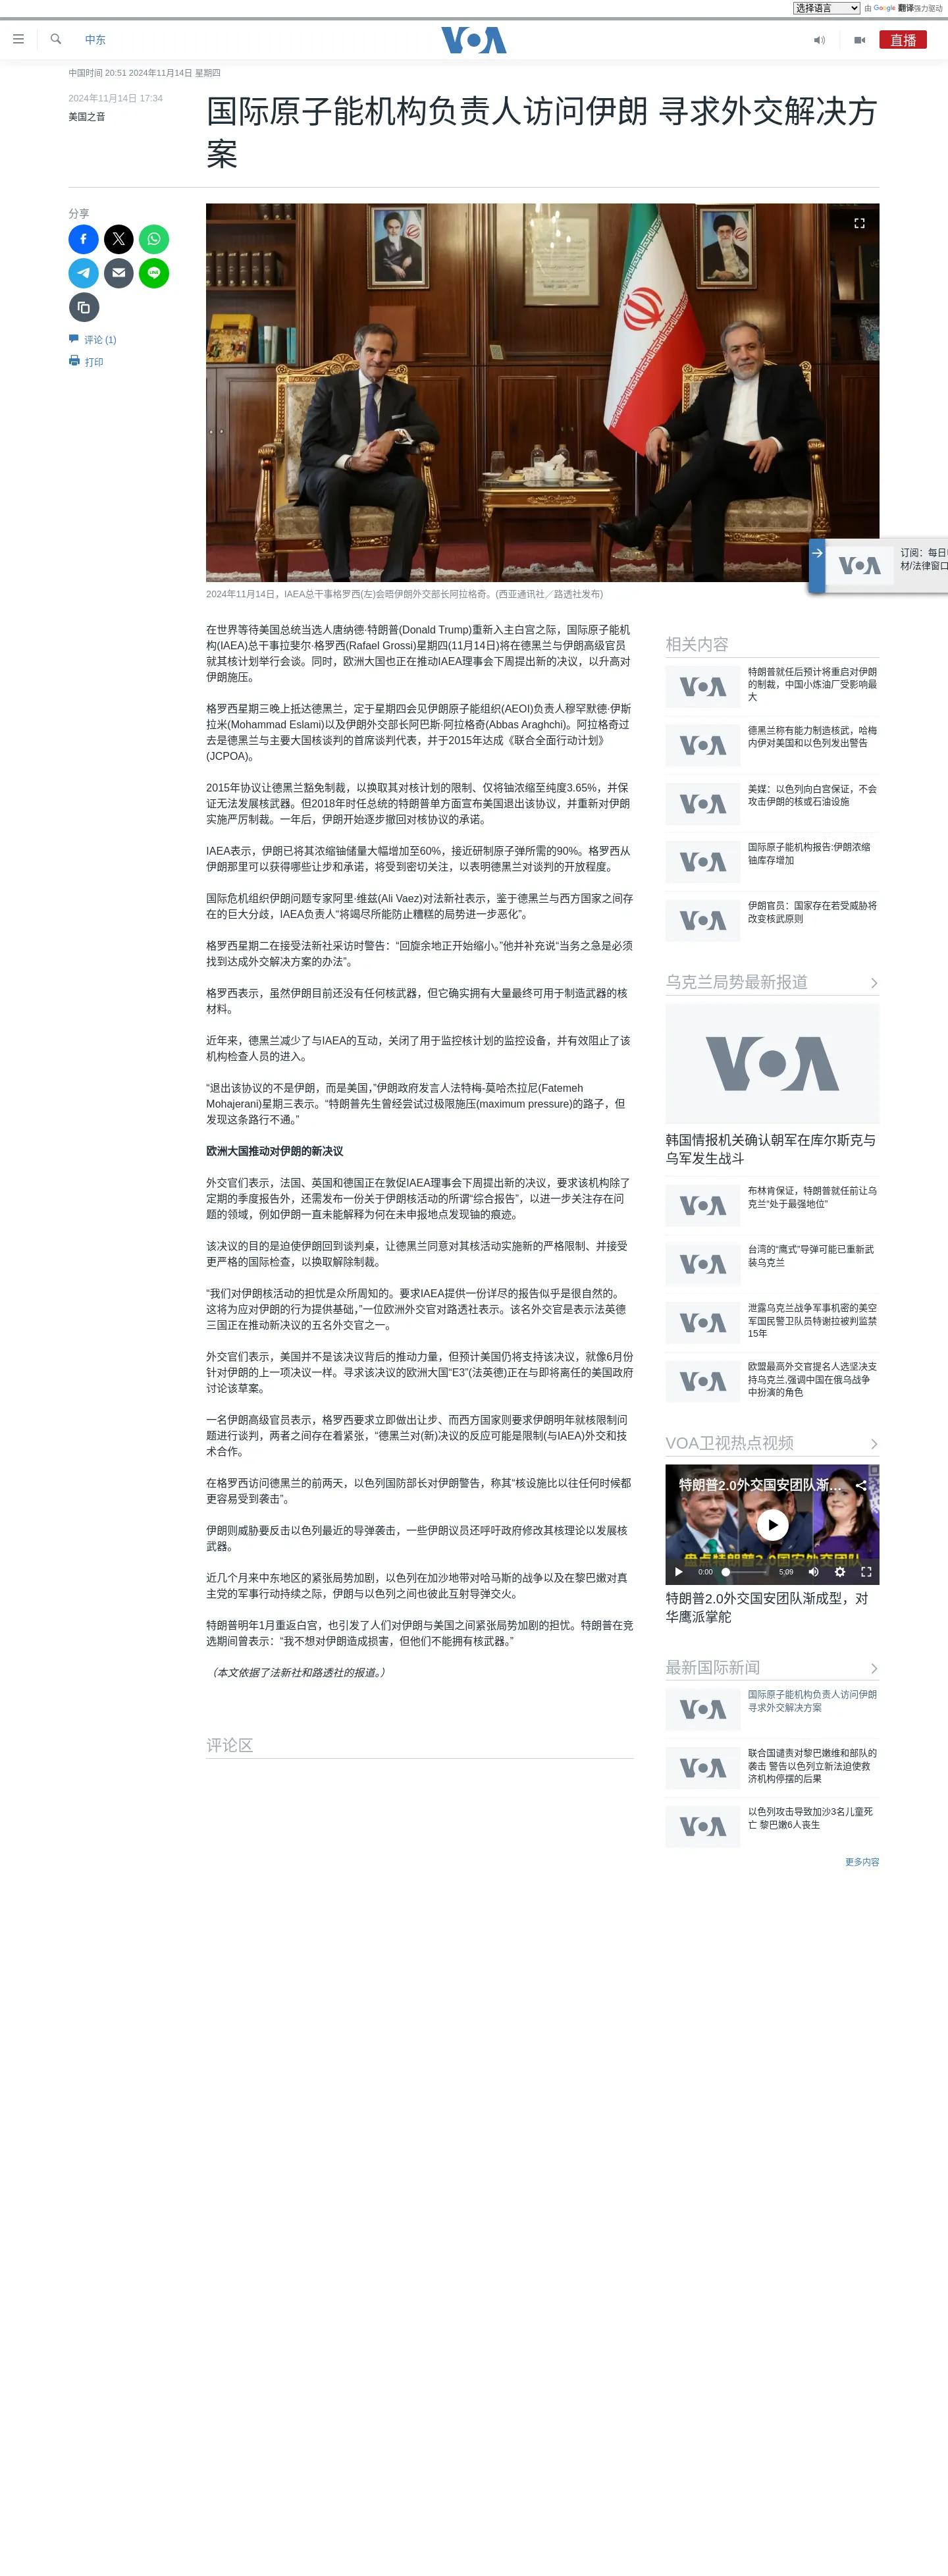 选择语言 由 Google 翻译强力驱动
中东
VOA
直播
中国时间 20:51 2024年11月14日 星期四
2024年11月14日 17:34
美国之音
国际原子能机构负责人访问伊朗 寻求外交解决方
案
分享
评论 (1)
打印
2024年11月14日，IAEA总干事格罗西(左)会晤伊朗外交部长阿拉格奇。(西亚通讯社／路透社发布)
VOA
订阅：每日
材/法律窗口
在世界等待美国总统当选人唐纳德·特朗普(Donald Trump)重新入主白宫之际，国际原子能机
构(IAEA)总干事拉斐尔·格罗西(Rafael Grossi)星期四(11月14日)将在德黑兰与伊朗高级官员
就其核计划举行会谈。同时，欧洲大国也正在推动IAEA理事会下周提出新的决议，以升高对
伊朗施压。
格罗西星期三晚上抵达德黑兰，定于星期四会见伊朗原子能组织(AEOI)负责人穆罕默德·伊斯
拉米(Mohammad Eslami)以及伊朗外交部长阿巴斯·阿拉格奇(Abbas Araghchi)。阿拉格奇过
去是德黑兰与主要大国核谈判的首席谈判代表，并于2015年达成《联合全面行动计划》
(JCPOA)。
2015年协议让德黑兰豁免制裁，以换取其对核计划的限制、仅将铀浓缩至纯度3.65%，并保
证无法发展核武器。但2018年时任总统的特朗普单方面宣布美国退出该协议，并重新对伊朗
实施严厉制裁。一年后，伊朗开始逐步撤回对核协议的承诺。
IAEA表示，伊朗已将其浓缩铀储量大幅增加至60%，接近研制原子弹所需的90%。格罗西从
伊朗那里可以获得哪些让步和承诺，将受到密切关注，以表明德黑兰对谈判的开放程度。
国际危机组织伊朗问题专家阿里·维兹(Ali Vaez)对法新社表示，鉴于德黑兰与西方国家之间存
在的巨大分歧，IAEA负责人“将竭尽所能防止糟糕的局势进一步恶化”。
格罗西星期二在接受法新社采访时警告：“回旋余地正开始缩小。”他并补充说“当务之急是必须
找到达成外交解决方案的办法”。
格罗西表示，虽然伊朗目前还没有任何核武器，但它确实拥有大量最终可用于制造武器的核
材料。
近年来，德黑兰减少了与IAEA的互动，关闭了用于监控核计划的监控设备，并有效阻止了该
机构检查人员的进入。
“退出该协议的不是伊朗，而是美国，”伊朗政府发言人法特梅-莫哈杰拉尼(Fatemeh
Mohajerani)星期三表示。“特朗普先生曾经尝试过极限施压(maximum pressure)的路子，但
发现这条路行不通。”
欧洲大国推动对伊朗的新决议
外交官们表示，法国、英国和德国正在敦促IAEA理事会下周提出新的决议，要求该机构除了
定期的季度报告外，还需发布一份关于伊朗核活动的所谓“综合报告”，以进一步关注存在问
题的领域，例如伊朗一直未能解释为何在未申报地点发现铀的痕迹。
该决议的目的是迫使伊朗回到谈判桌，让德黑兰同意对其核活动实施新的严格限制、并接受
更严格的国际检查，以换取解除制裁。
“我们对伊朗核活动的担忧是众所周知的。要求IAEA提供一份详尽的报告似乎是很自然的。
这将为应对伊朗的行为提供基础，”一位欧洲外交官对路透社表示。该名外交官是表示法英德
三国正在推动新决议的五名外交官之一。
外交官们表示，美国并不是该决议背后的推动力量，但预计美国仍将支持该决议，就像6月份
针对伊朗的上一项决议一样。寻求该决议的欧洲大国“E3”(法英德)正在与即将离任的美国政府
讨论该草案。
一名伊朗高级官员表示，格罗西要求立即做出让步、而西方国家则要求伊朗明年就核限制问
题进行谈判，两者之间存在着紧张，“德黑兰对(新)决议的反应可能是限制(与IAEA)外交和技
术合作。
在格罗西访问德黑兰的前两天，以色列国防部长对伊朗警告，称其“核设施比以往任何时候都
更容易受到袭击”。
伊朗则威胁要反击以色列最近的导弹袭击，一些伊朗议员还呼吁政府修改其核理论以发展核
武器。
近几个月来中东地区的紧张局势加剧，以色列在加沙地带对哈马斯的战争以及在黎巴嫩对真
主党的军事行动持续之际，伊朗与以色列之间也彼此互射导弹交火。
特朗普明年1月重返白宫，也引发了人们对伊朗与美国之间紧张局势加剧的担忧。特朗普在竞
选期间曾表示：“我不想对伊朗造成损害，但他们不能拥有核武器。”
（本文依据了法新社和路透社的报道。）
评论区
相关内容
VOA
特朗普就任后预计将重启对伊朗
的制裁，中国小炼油厂受影响最
大
VOA
德黑兰称有能力制造核武，哈梅
内伊对美国和以色列发出警告
VOA
美媒：以色列向白宫保证，不会
攻击伊朗的核或石油设施
VOA
国际原子能机构报告:伊朗浓缩
铀库存增加
VOA
伊朗官员：国家存在若受威胁将
改变核武原则
乌克兰局势最新报道
VOA
韩国情报机关确认朝军在库尔斯克与
乌军发生战斗
VOA
布林肯保证，特朗普就任前让乌
克兰“处于最强地位”
VOA
台湾的“鹰式”导弹可能已重新武
装乌克兰
VOA
泄露乌克兰战争军事机密的美空
军国民警卫队员特谢拉被判监禁
15年
VOA
欧盟最高外交官提名人选坚决支
持乌克兰,强调中国在俄乌战争
中扮演的角色
VOA卫视热点视频
特朗普2.0外交国安团队渐...
盘点特朗普2.0国安外交团队
0:00 5:09
特朗普2.0外交国安团队渐成型，对
华鹰派掌舵
最新国际新闻
VOA
国际原子能机构负责人访问伊朗
寻求外交解决方案
VOA
联合国谴责对黎巴嫩维和部队的
袭击 警告以色列立新法迫使救
济机构停摆的后果
VOA
以色列攻击导致加沙3名儿童死
亡 黎巴嫩6人丧生
更多内容